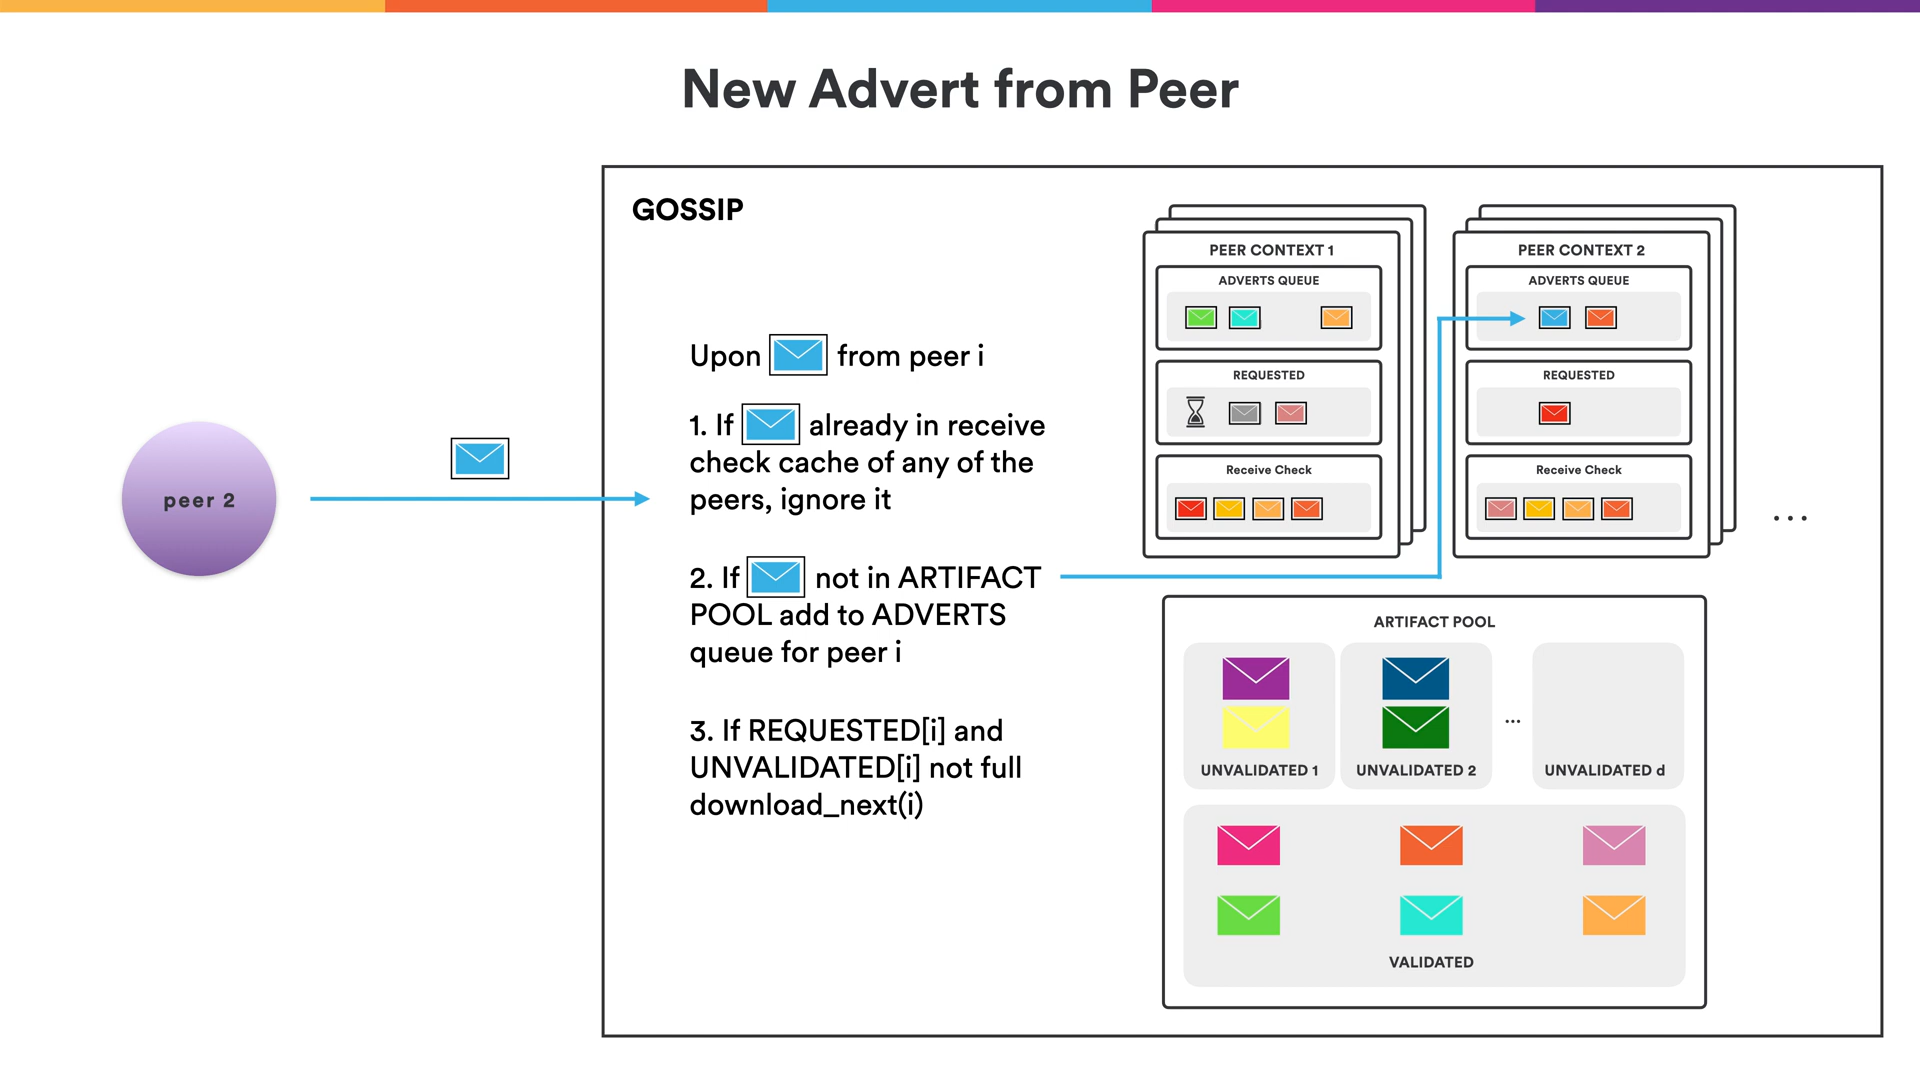 New Advert from Peer
GOSSIP
peer 2
Upon from peer i
1. If already in receive
check cache of any of the
peers, ignore it
2. If not in ARTIFACT
POOL add to ADVERTS
queue for peer i
3. If REQUESTED[i] and
UNVALIDATED[i] not full
download_next(i)
PEER CONTEXT 1
ADVERTS QUEUE
REQUESTED
Receive Check
PEER CONTEXT 2
ADVERTS QUEUE
REQUESTED
Receive Check
...
ARTIFACT POOL
UNVALIDATED 1
UNVALIDATED 2
...
UNVALIDATED d
VALIDATED